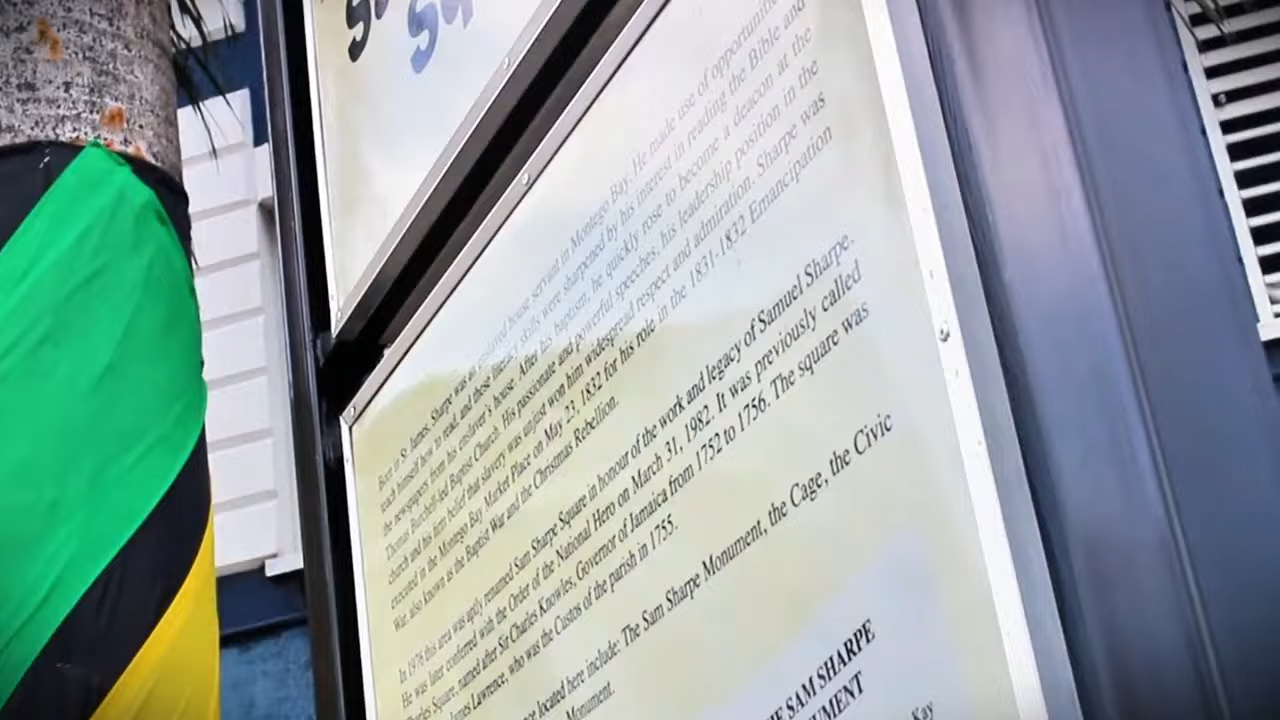 Born in St. James, Sharpe was an enslaved house servant in Montego Bay. He made use of opportunities
teach himself how to read, and these literacy skills were sharpened by his interest in reading the Bible and
the newspapers from his enslaver's house. After his baptism, he quickly rose to become a deacon at the
Thomas Burchell-led Baptist Church. His passionate and powerful speeches, his leadership position in the
church and his firm belief that slavery was unjust won him widespread respect and admiration. Sharpe was
executed in the Montego Bay Market Place on May 23, 1832 for his role in the 1831-1832 Emancipation
War, also known as the Baptist War and the Christmas Rebellion.
In 1976 this area was aptly renamed Sam Sharpe Square in honour of the work and legacy of Samuel Sharpe.
He was later conferred with the Order of the National Hero on March 31, 1982. It was previously called
Charles Square, named after Sir Charles Knowles, Governor of Jamaica from 1752 to 1756. The square was
James Lawrence, who was the Custos of the parish in 1755.
located here include: The Sam Sharpe Monument, the Cage, the Civic
Monument.
SAM SHARPE
Kay